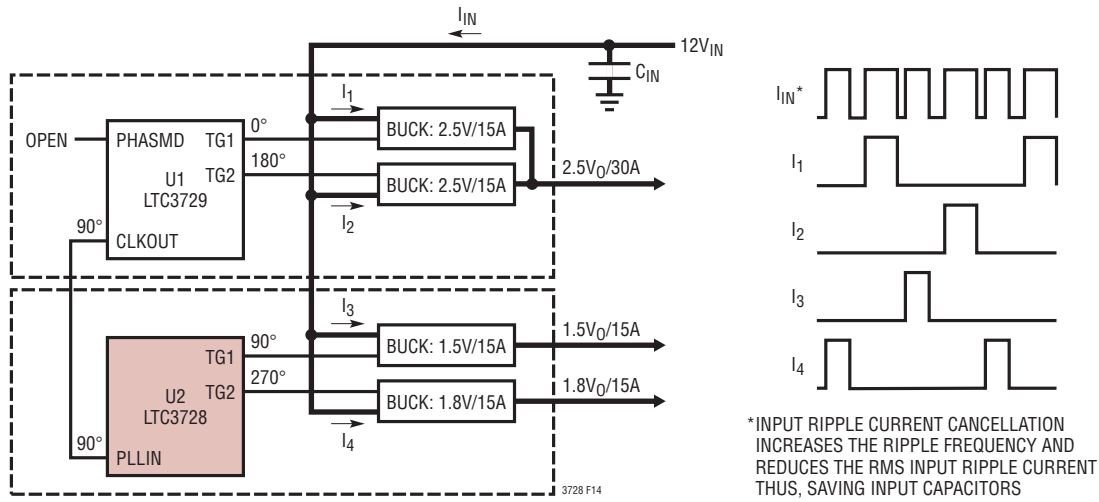 I_IN
12V_IN
C_IN
I_1
BUCK: 2.5V/15A
OPEN
PHASMD
TG1
0°
U1
LTC3729
TG2
180°
BUCK: 2.5V/15A
2.5V_O/30A
I_2
90°
CLKOUT
I_3
BUCK: 1.5V/15A
1.5V_O/15A
TG1
90°
U2
LTC3728
TG2
270°
BUCK: 1.8V/15A
1.8V_O/15A
I_4
90°
PLLIN
3728 F14
I_IN*
I_1
I_2
I_3
I_4
*INPUT RIPPLE CURRENT CANCELLATION
INCREASES THE RIPPLE FREQUENCY AND
REDUCES THE RMS INPUT RIPPLE CURRENT
THUS, SAVING INPUT CAPACITORS